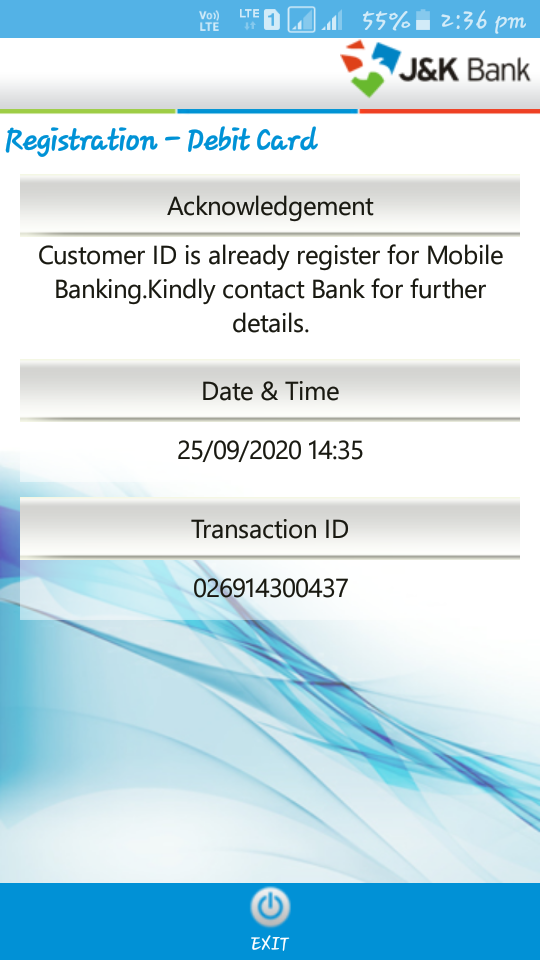 Vo)) LTE LTE 1 55% 2:36 pm
J&K Bank
Registration - Debit Card
Acknowledgement
Customer ID is already register for Mobile
Banking.Kindly contact Bank for further
details.
Date & Time
25/09/2020 14:35
Transaction ID
026914300437
EXIT